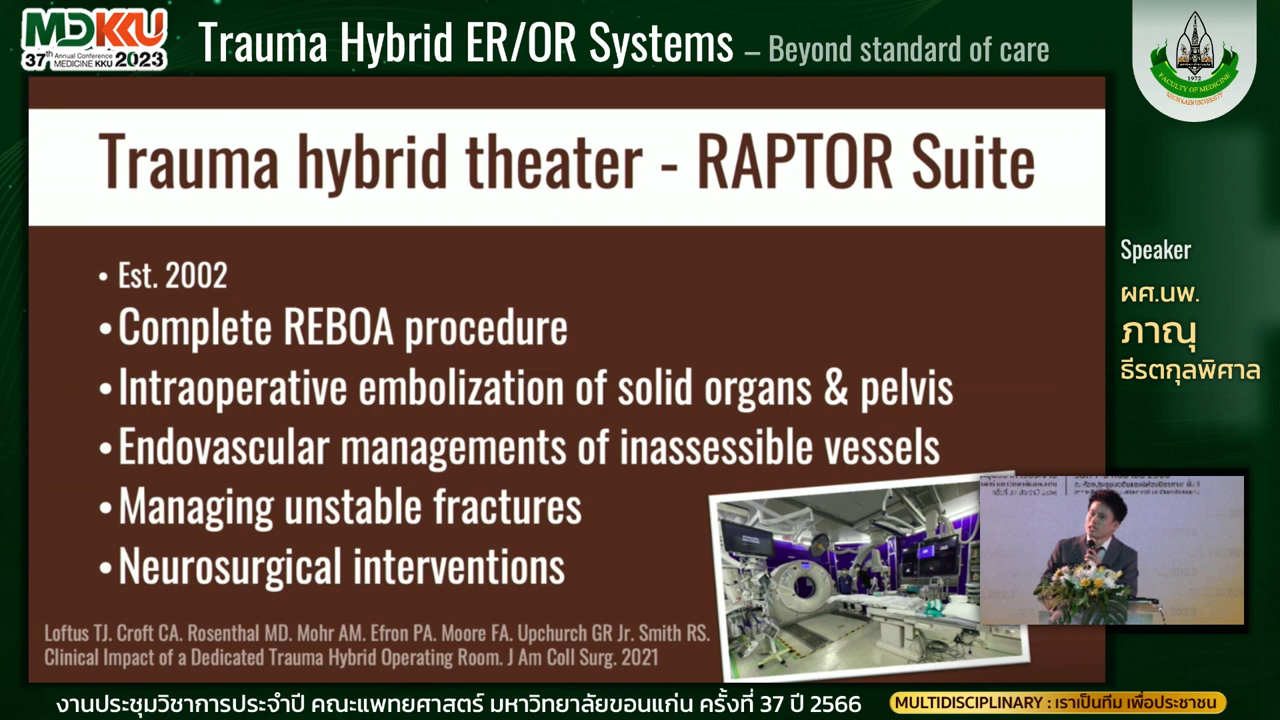 MDKKU
37th Annual Conference
MEDICINE KKU 2023
Trauma Hybrid ER/OR Systems – Beyond standard of care
1972
FACULTY OF MEDICINE
KHON KAEN UNIVERSITY
Trauma hybrid theater - RAPTOR Suite
• Est. 2002
• Complete REBOA procedure
• Intraoperative embolization of solid organs & pelvis
• Endovascular managements of inassessible vessels
• Managing unstable fractures
• Neurosurgical interventions
Loftus TJ. Croft CA. Rosenthal MD. Mohr AM. Efron PA. Moore FA. Upchurch GR Jr. Smith RS.
Clinical Impact of a Dedicated Trauma Hybrid Operating Room. J Am Coll Surg. 2021
Speaker
ผศ.นพ.
ภาณุ
ธีรตกุลพิศาล
งานประชุมวิชาการประจำปี คณะแพทยศาสตร์ มหาวิทยาลัยขอนแก่น ครั้งที่ 37 ปี 2566
MULTIDISCIPLINARY : เราเป็นทีม เพื่อประชาชน